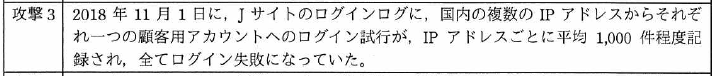 攻撃 3
2018 年 11 月 1 日に，J サイトのログインログに，国内の複数の IP アドレスからそれぞ
れ一つの顧客用アカウントへのログイン試行が，IP アドレスごとに平均 1,000 件程度記
録され，全てログイン失敗になっていた。